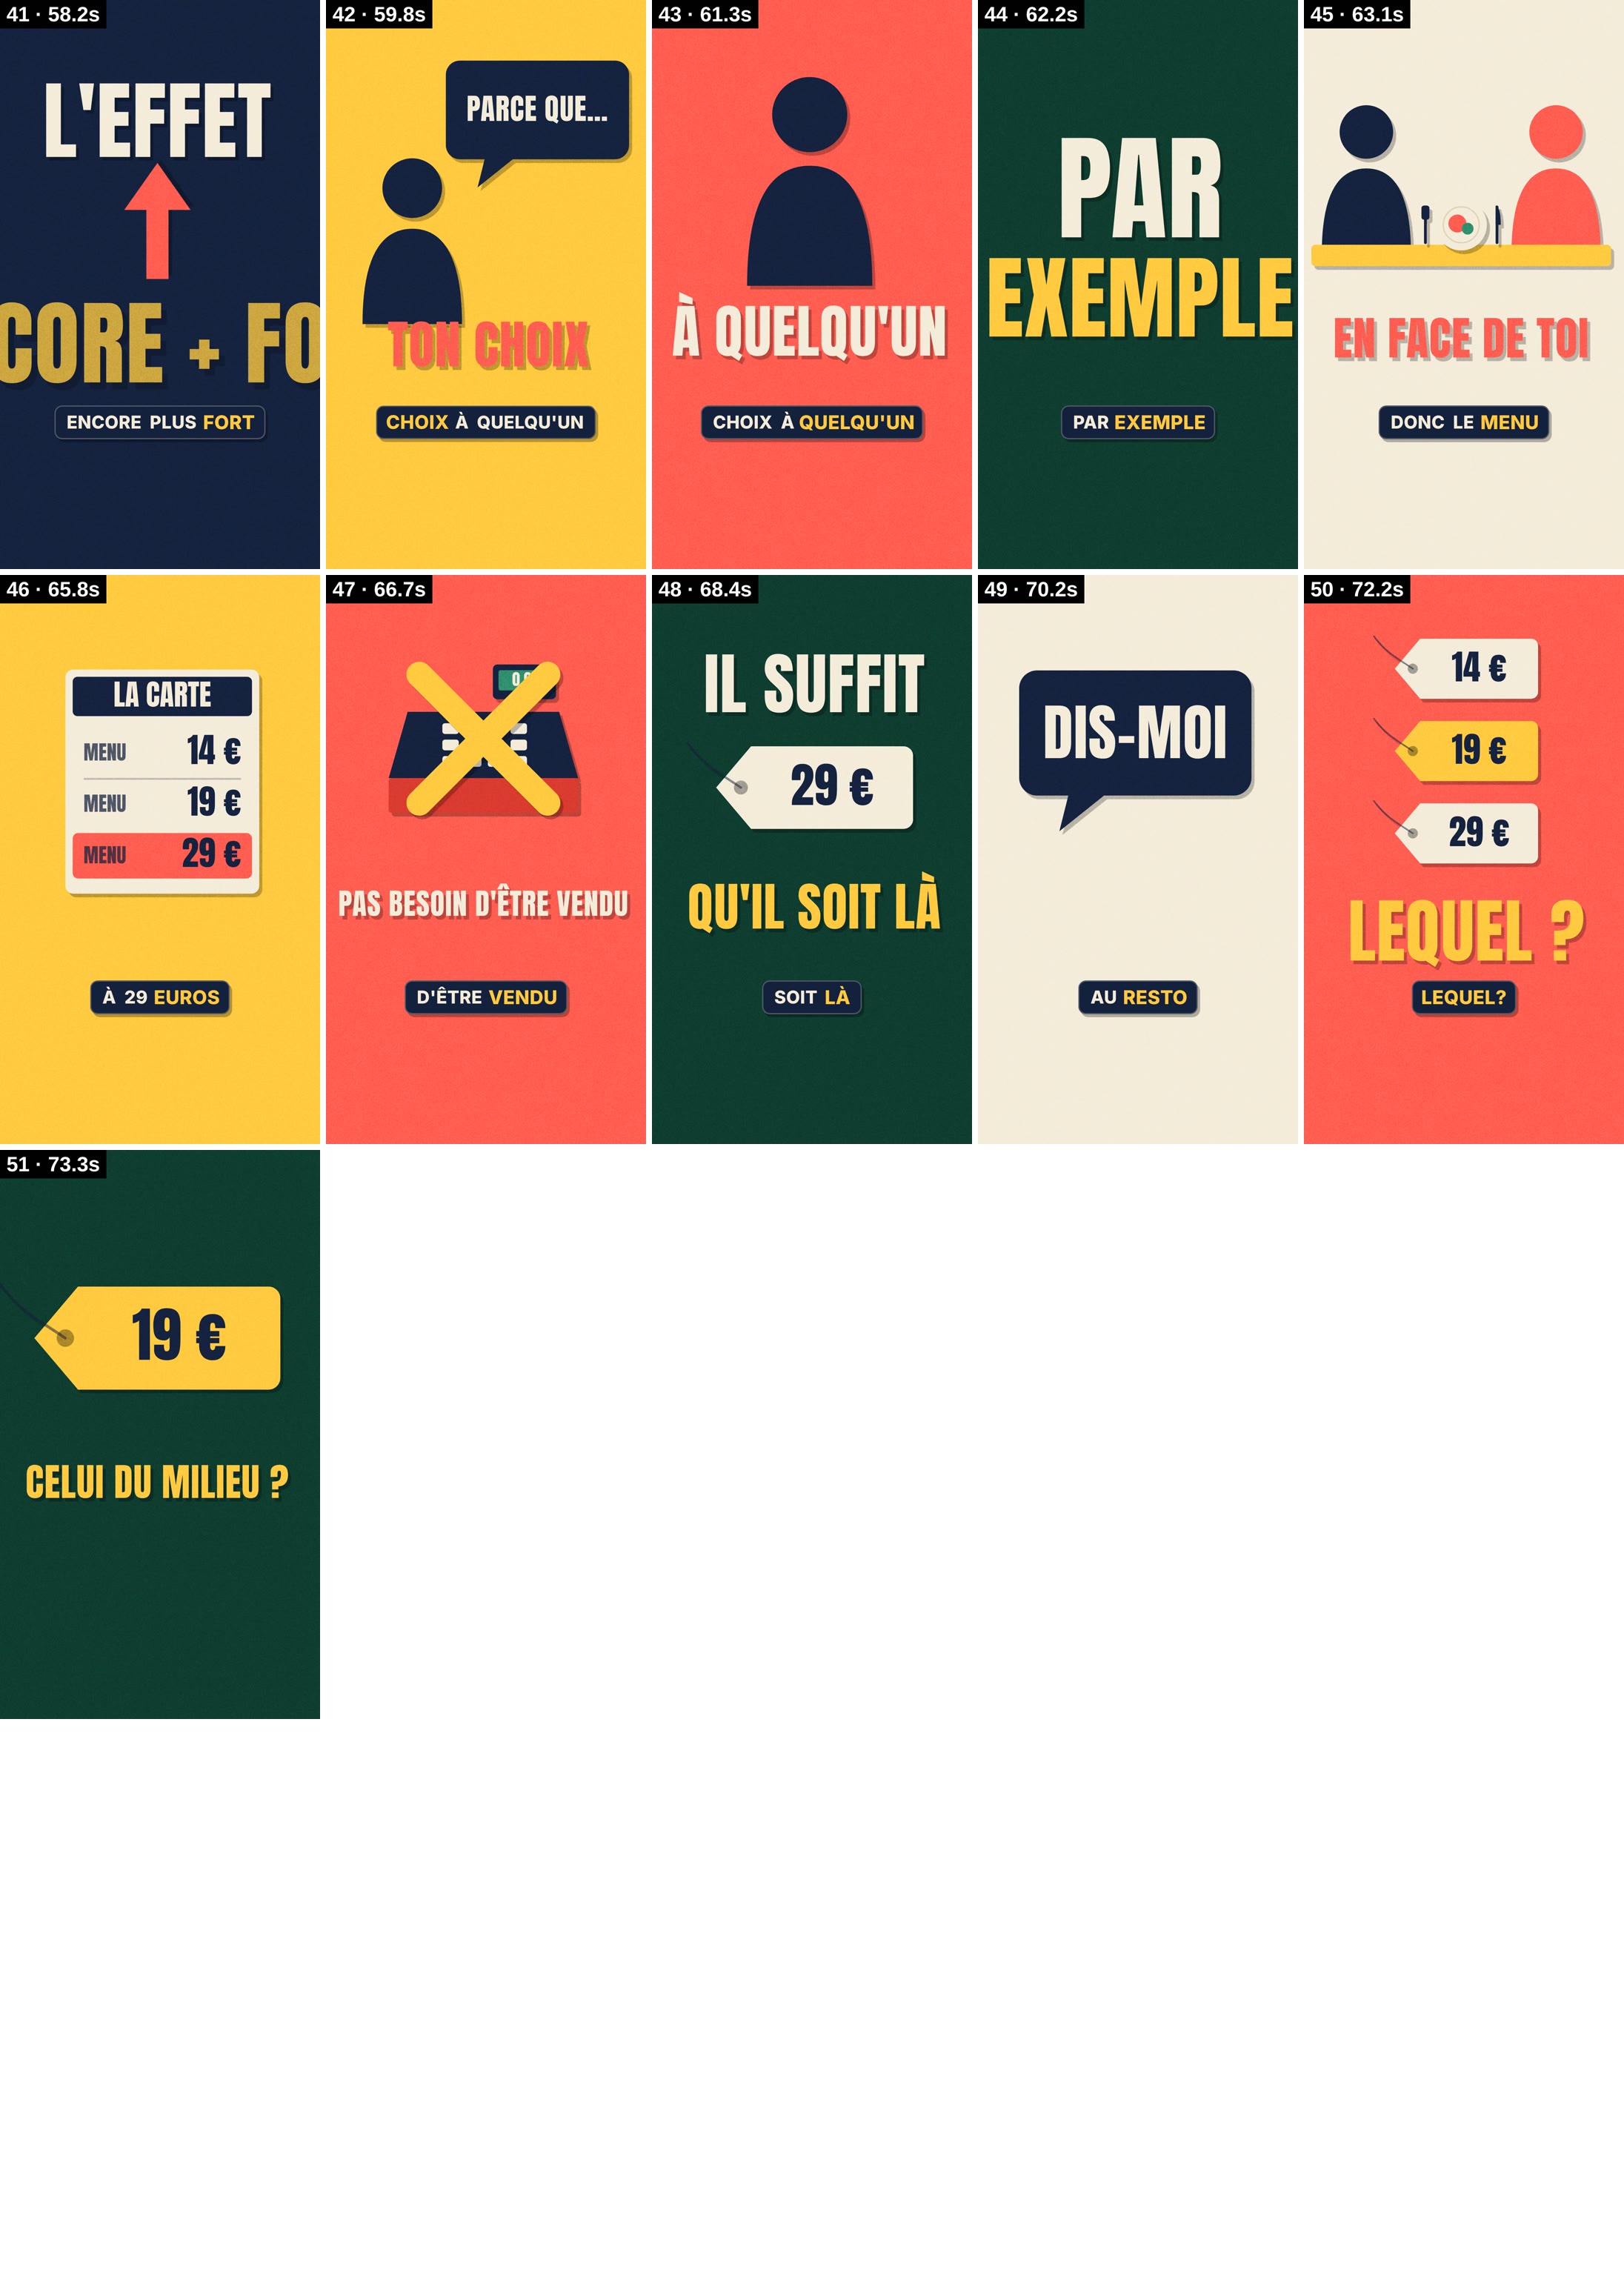 41 · 58.2s
L'EFFET
CORE + FO
ENCORE PLUS FORT
42 · 59.8s
PARCE QUE...
TON CHOIX
CHOIX À QUELQU'UN
43 · 61.3s
À QUELQU'UN
CHOIX À QUELQU'UN
44 · 62.2s
PAR
EXEMPLE
PAR EXEMPLE
45 · 63.1s
EN FACE DE TOI
DONC LE MENU
46 · 65.8s
LA CARTE
MENU 14 €
MENU 19 €
MENU 29 €
À 29 EUROS
47 · 66.7s
PAS BESOIN D'ÊTRE VENDU
D'ÊTRE VENDU
48 · 68.4s
IL SUFFIT
29 €
QU'IL SOIT LÀ
SOIT LÀ
49 · 70.2s
DIS-MOI
AU RESTO
50 · 72.2s
14 €
19 €
29 €
LEQUEL ?
LEQUEL?
51 · 73.3s
19 €
CELUI DU MILIEU ?